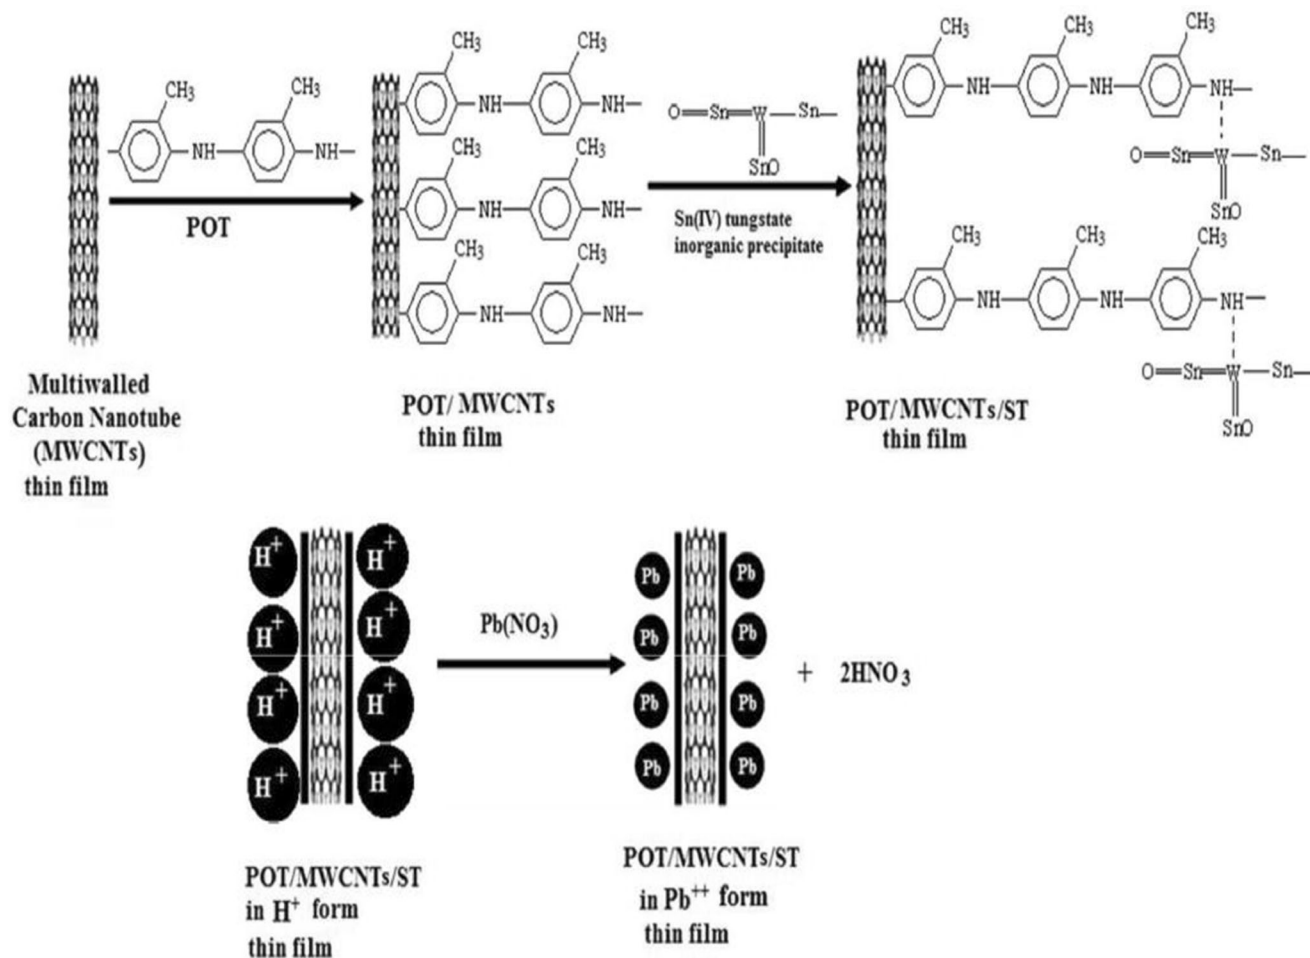 CH3
CH3
NH
NH
POT
Multiwalled
Carbon Nanotube
(MWCNTs)
thin film
CH3
CH3
NH
NH
CH3
CH3
NH
NH
CH3
CH3
NH
NH
POT/ MWCNTs
thin film
O Sn W Sn
SnO
Sn(IV) tungstate
inorganic precipitate
CH3
CH3
CH3
NH
NH
NH
O Sn W Sn
SnO
CH3
CH3
CH3
NH
NH
NH
O Sn W Sn
SnO
POT/MWCNTs/ST
thin film
H+
H+
H+
H+
H+
H+
H+
H+
POT/MWCNTs/ST
in H+ form
thin film
Pb(NO3)
Pb
Pb
Pb
Pb
Pb
Pb
Pb
Pb
POT/MWCNTs/ST
in Pb++ form
thin film
+ 2HNO3